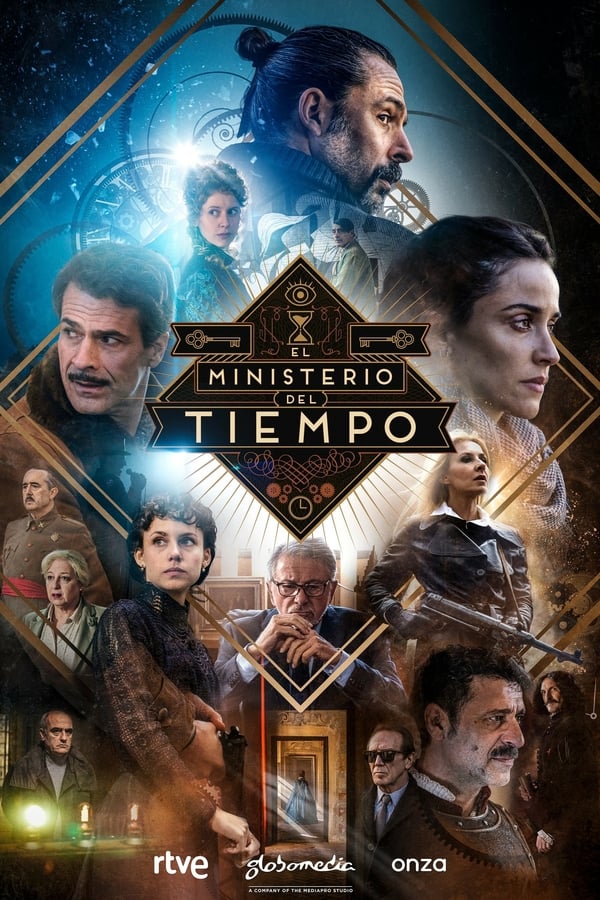 EL
MINISTERIO
DEL
TIEMPO
rtve
globomedia
onza
A COMPANY OF THE MEDIAPRO STUDIO